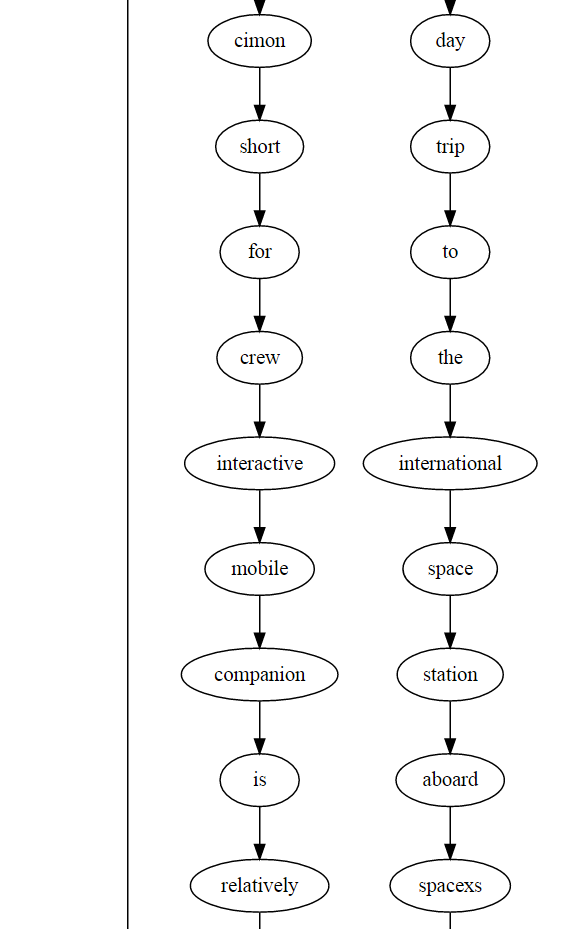 cimon
short
for
crew
interactive
mobile
companion
is
relatively
day
trip
to
the
international
space
station
aboard
spacexs